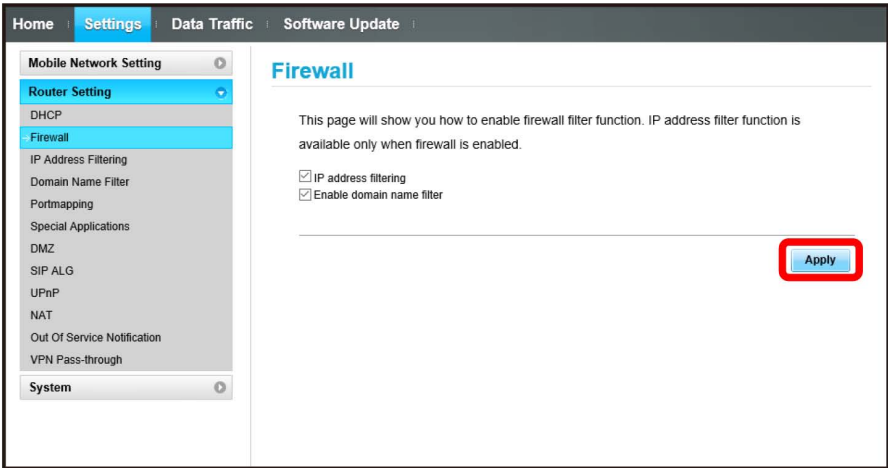 Home Settings Data Traffic Software Update
Mobile Network Setting
Router Setting
DHCP
Firewall
IP Address Filtering
Domain Name Filter
Portmapping
Special Applications
DMZ
SIP ALG
UPnP
NAT
Out Of Service Notification
VPN Pass-through
System
Firewall
This page will show you how to enable firewall filter function. IP address filter function is
available only when firewall is enabled.
IP address filtering
Enable domain name filter
Apply